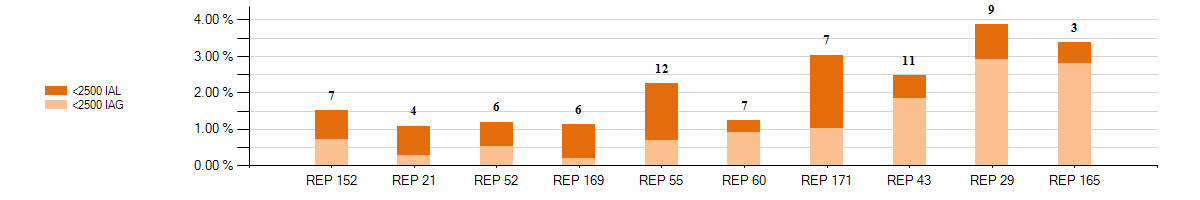 4.00 %
3.00 %
2.00 %
1.00 %
0.00 %
<2500 IAL
<2500 IAG
7
4
6
6
12
7
7
11
9
3
REP 152
REP 21
REP 52
REP 169
REP 55
REP 60
REP 171
REP 43
REP 29
REP 165